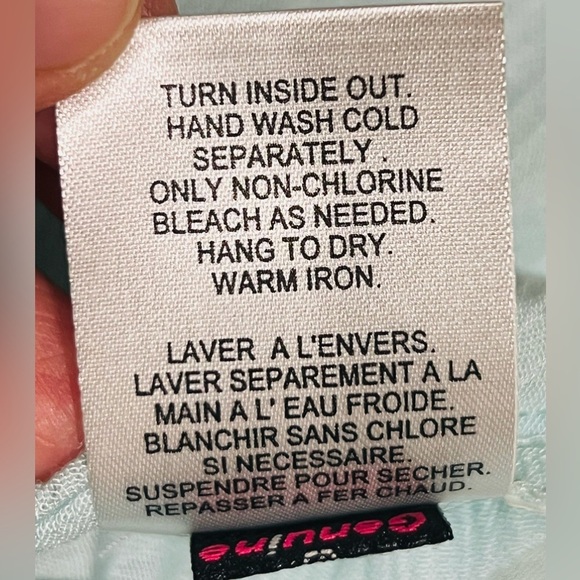 TURN INSIDE OUT.
HAND WASH COLD
SEPARATELY .
ONLY NON-CHLORINE
BLEACH AS NEEDED.
HANG TO DRY.
WARM IRON.
LAVER A L'ENVERS.
LAVER SEPAREMENT À LA
MAIN A L' EAU FROIDE.
BLANCHIR SANS CHLORE
SI NECESSAIRE.
SUSPENDRE POUR SECHER.
REPASSER A FER CHAUD.
Genuine